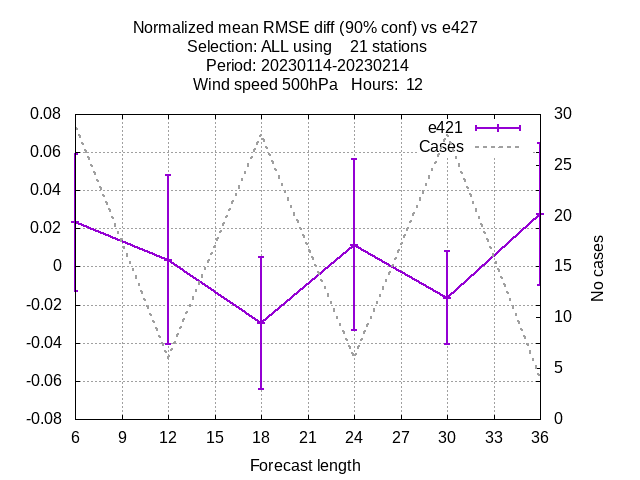 Normalized mean RMSE diff (90% conf) vs e427
Selection: ALL using    21 stations
Period: 20230114-20230214
Wind speed 500hPa   Hours:  12
e421
Cases
0.08
0.06
0.04
0.02
0
-0.02
-0.04
-0.06
-0.08
30
25
20
15
10
5
0
No cases
6 9 12 15 18 21 24 27 30 33 36
Forecast length